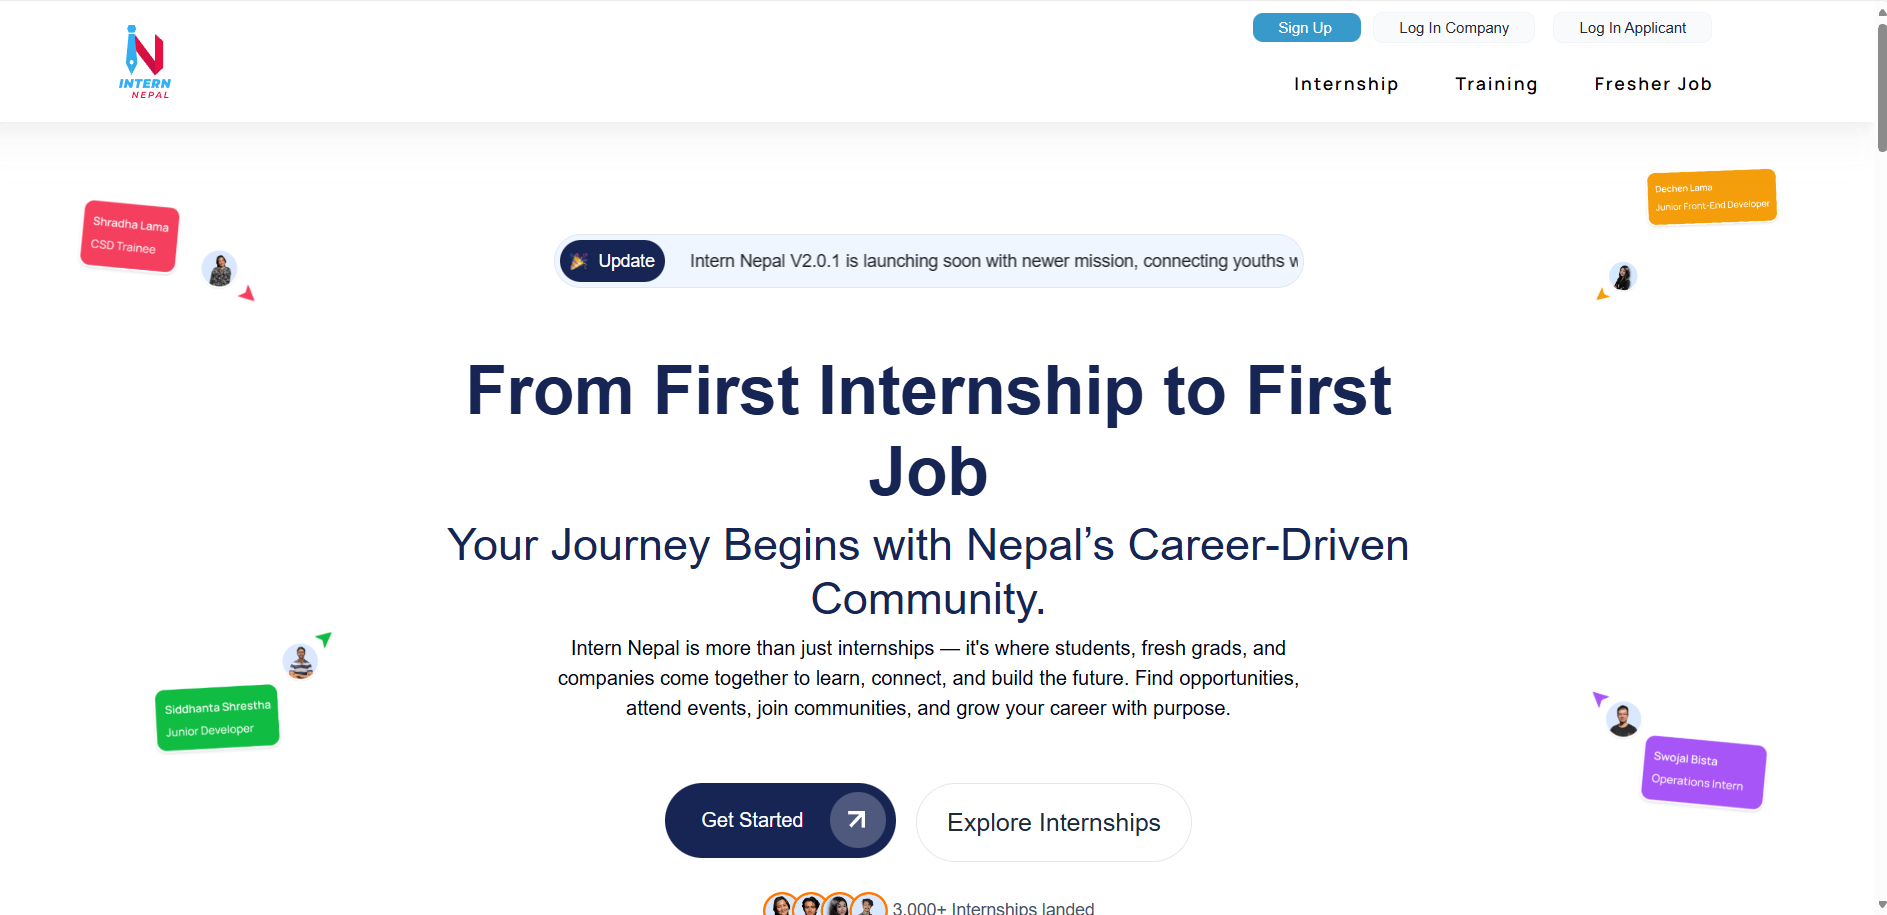 INTERN
NEPAL
Sign Up
Log In Company
Log In Applicant
Internship
Training
Fresher Job
Shradha Lama
CSD Trainee
Dechen Lama
Junior Front-End Developer
Update
Intern Nepal V2.0.1 is launching soon with newer mission, connecting youths w
From First Internship to First
Job
Your Journey Begins with Nepal’s Career-Driven
Community.
Intern Nepal is more than just internships — it's where students, fresh grads, and
companies come together to learn, connect, and build the future. Find opportunities,
attend events, join communities, and grow your career with purpose.
Siddhanta Shrestha
Junior Developer
Swojal Bista
Operations Intern
Get Started
Explore Internships
3,000+ Internships landed